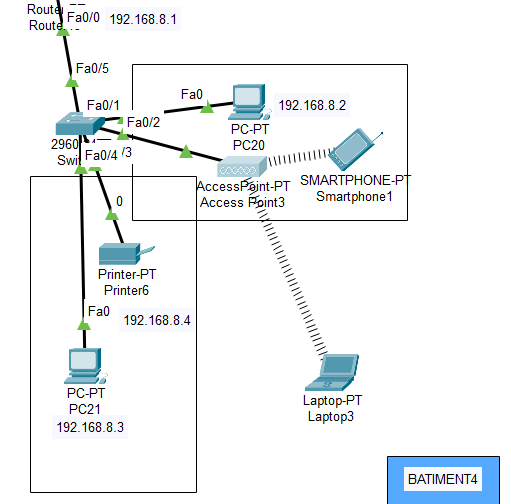 Fa0/0
192.168.8.1
Fa0/5
Fa0/1
Fa0
192.168.8.2
Fa0/2
PC-PT
PC20
/3
Fa0/4
AccessPoint-PT
Access Point3
SMARTPHONE-PT
Smartphone1
0
Printer-PT
Printer6
192.168.8.4
Fa0
PC-PT
PC21
192.168.8.3
Laptop-PT
Laptop3
BATIMENT4